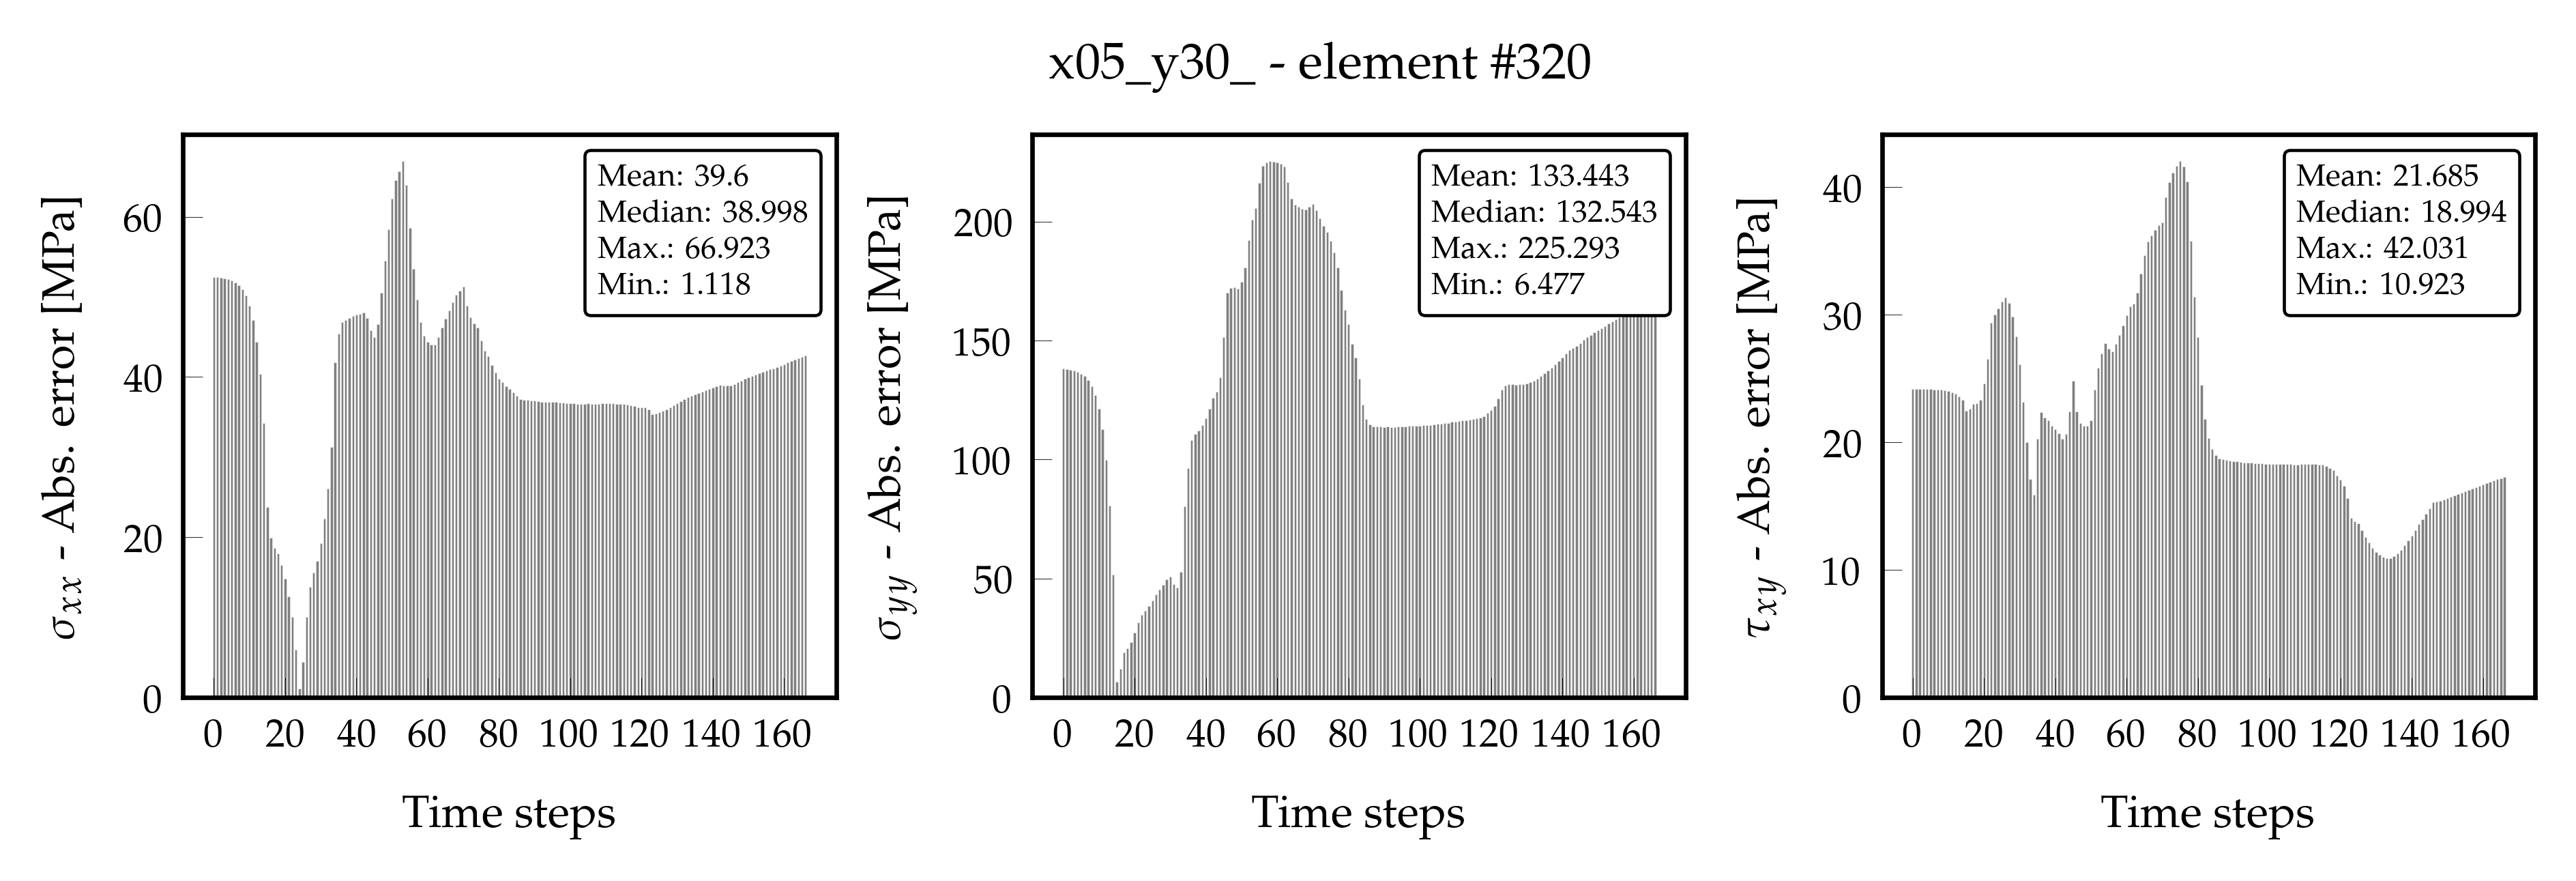 x05_y30_ - element #320
σxx - Abs. error [MPa]
60
40
20
0
Mean: 39.6
Median: 38.998
Max.: 66.923
Min.: 1.118
0 20 40 60 80 100 120 140 160
Time steps
σyy - Abs. error [MPa]
200
150
100
50
0
Mean: 133.443
Median: 132.543
Max.: 225.293
Min.: 6.477
0 20 40 60 80 100 120 140 160
Time steps
τxy - Abs. error [MPa]
40
30
20
10
0
Mean: 21.685
Median: 18.994
Max.: 42.031
Min.: 10.923
0 20 40 60 80 100 120 140 160
Time steps